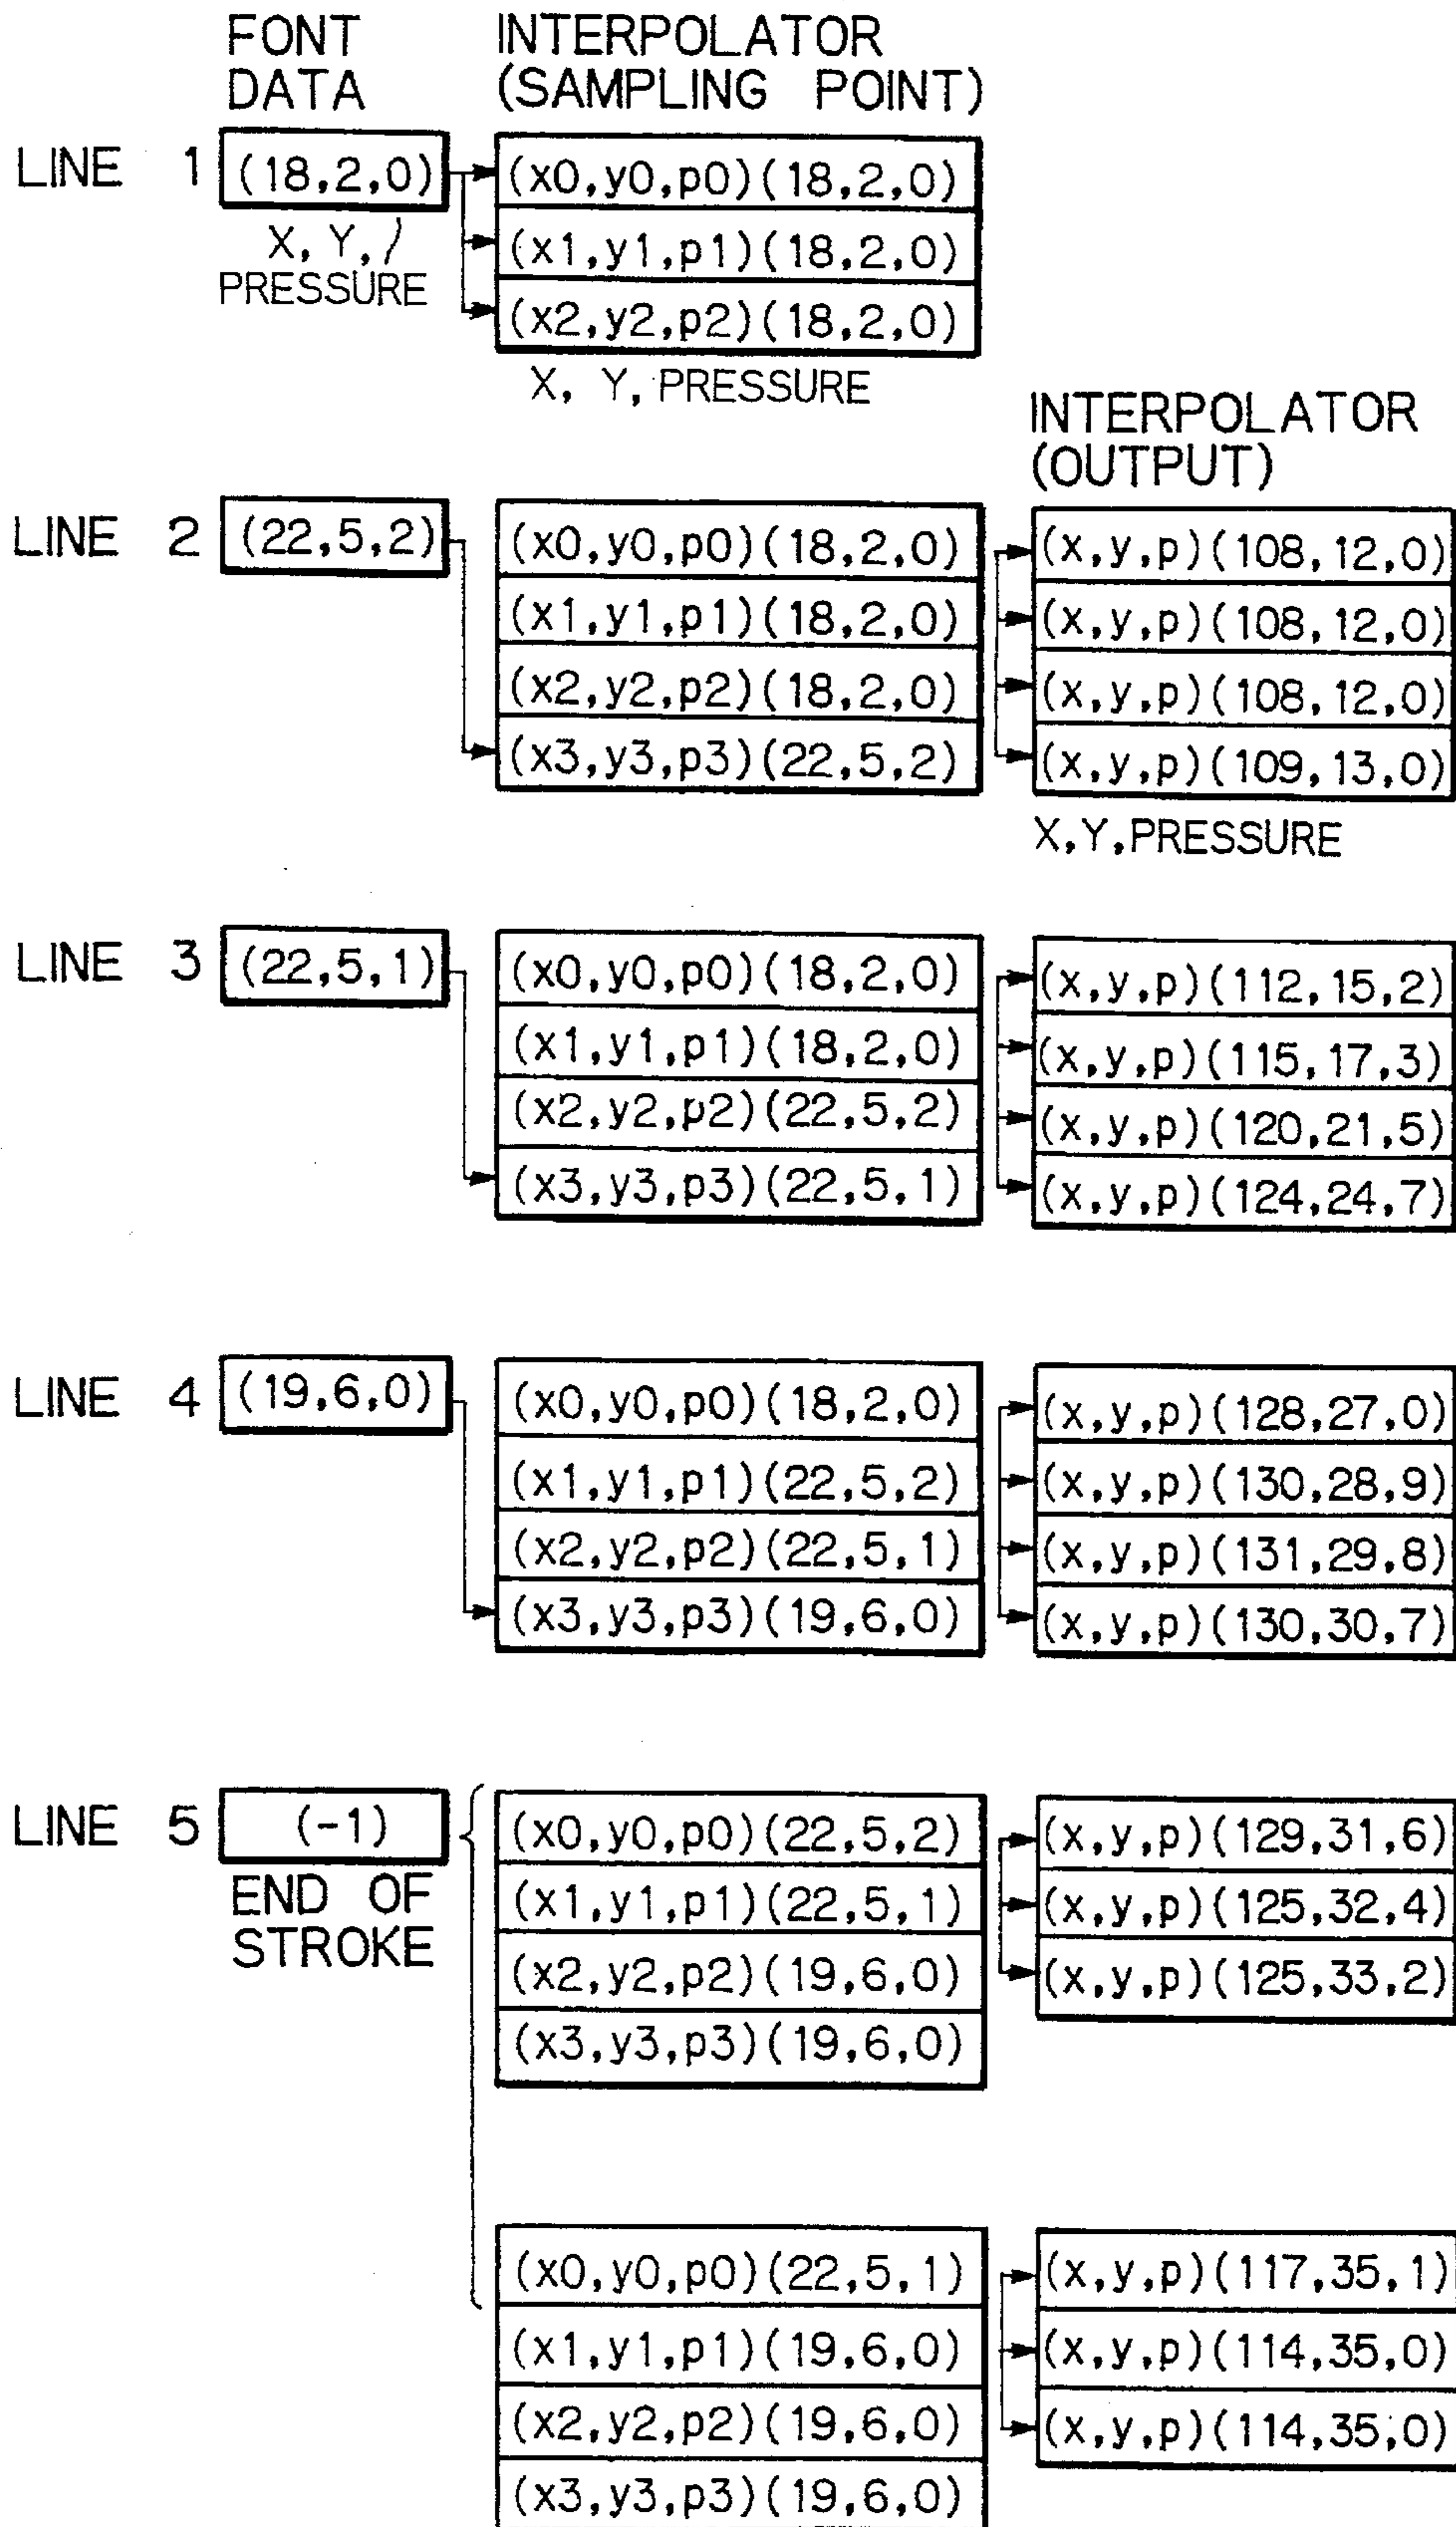 FONT DATA
INTERPOLATOR (SAMPLING POINT)
LINE 1
(18,2,0)
X, Y, PRESSURE
(x0,y0,p0)(18,2,0)
(x1,y1,p1)(18,2,0)
(x2,y2,p2)(18,2,0)
X, Y, PRESSURE
INTERPOLATOR (OUTPUT)
LINE 2
(22,5,2)
(x0,y0,p0)(18,2,0)
(x1,y1,p1)(18,2,0)
(x2,y2,p2)(18,2,0)
(x3,y3,p3)(22,5,2)
(x,y,p)(108,12,0)
(x,y,p)(108,12,0)
(x,y,p)(108,12,0)
(x,y,p)(109,13,0)
X,Y,PRESSURE
LINE 3
(22,5,1)
(x0,y0,p0)(18,2,0)
(x1,y1,p1)(18,2,0)
(x2,y2,p2)(22,5,2)
(x3,y3,p3)(22,5,1)
(x,y,p)(112,15,2)
(x,y,p)(115,17,3)
(x,y,p)(120,21,5)
(x,y,p)(124,24,7)
LINE 4
(19,6,0)
(x0,y0,p0)(18,2,0)
(x1,y1,p1)(22,5,2)
(x2,y2,p2)(22,5,1)
(x3,y3,p3)(19,6,0)
(x,y,p)(128,27,0)
(x,y,p)(130,28,9)
(x,y,p)(131,29,8)
(x,y,p)(130,30,7)
LINE 5
(-1)
END OF STROKE
(x0,y0,p0)(22,5,2)
(x1,y1,p1)(22,5,1)
(x2,y2,p2)(19,6,0)
(x3,y3,p3)(19,6,0)
(x,y,p)(129,31,6)
(x,y,p)(125,32,4)
(x,y,p)(125,33,2)
(x0,y0,p0)(22,5,1)
(x1,y1,p1)(19,6,0)
(x2,y2,p2)(19,6,0)
(x3,y3,p3)(19,6,0)
(x,y,p)(117,35,1)
(x,y,p)(114,35,0)
(x,y,p)(114,35,0)